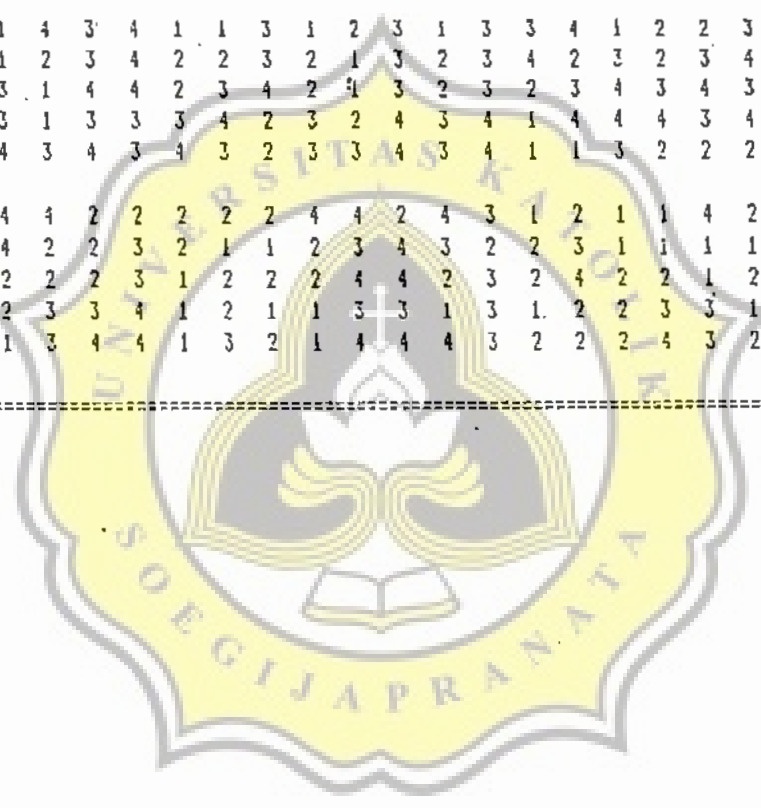 1 4 3 4 1 1 3 1 2 3 1 3 3 4 1 2 2 3
1 2 3 4 2 2 3 2 1 3 2 3 4 2 3 2 3 4
3 1 4 4 2 3 4 2 1 3 2 3 2 3 4 3 4 3
3 1 3 3 3 4 2 3 2 4 3 4 1 4 4 4 3 4
4 3 4 3 4 3 2 3 3 4 3 4 1 1 3 2 2 2
4 4 2 2 2 2 2 4 4 2 4 3 1 2 1 1 4 2
4 2 2 3 2 1 1 2 3 4 3 2 2 3 1 1 1 1
2 2 2 3 1 2 2 2 4 4 2 3 2 4 2 2 1 2
2 3 3 4 1 2 1 1 3 3 1 3 1 2 2 3 3 1
1 3 4 4 1 3 2 1 4 4 4 3 2 2 2 4 3 2
UNIVERSITAS KATOLIK
SOEGIJAPRANATA